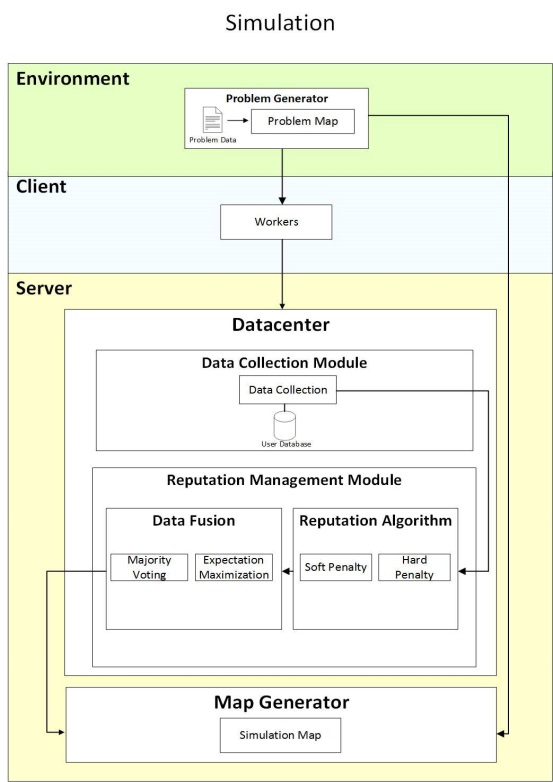 Simulation
Environment
Problem Generator
Problem Map
Problem Data
Client
Workers
Server
Datacenter
Data Collection Module
Data Collection
User Database
Reputation Management Module
Data Fusion
Majority
Voting
Expectation
Maximization
Reputation Algorithm
Soft Penalty
Hard
Penalty
Map Generator
Simulation Map